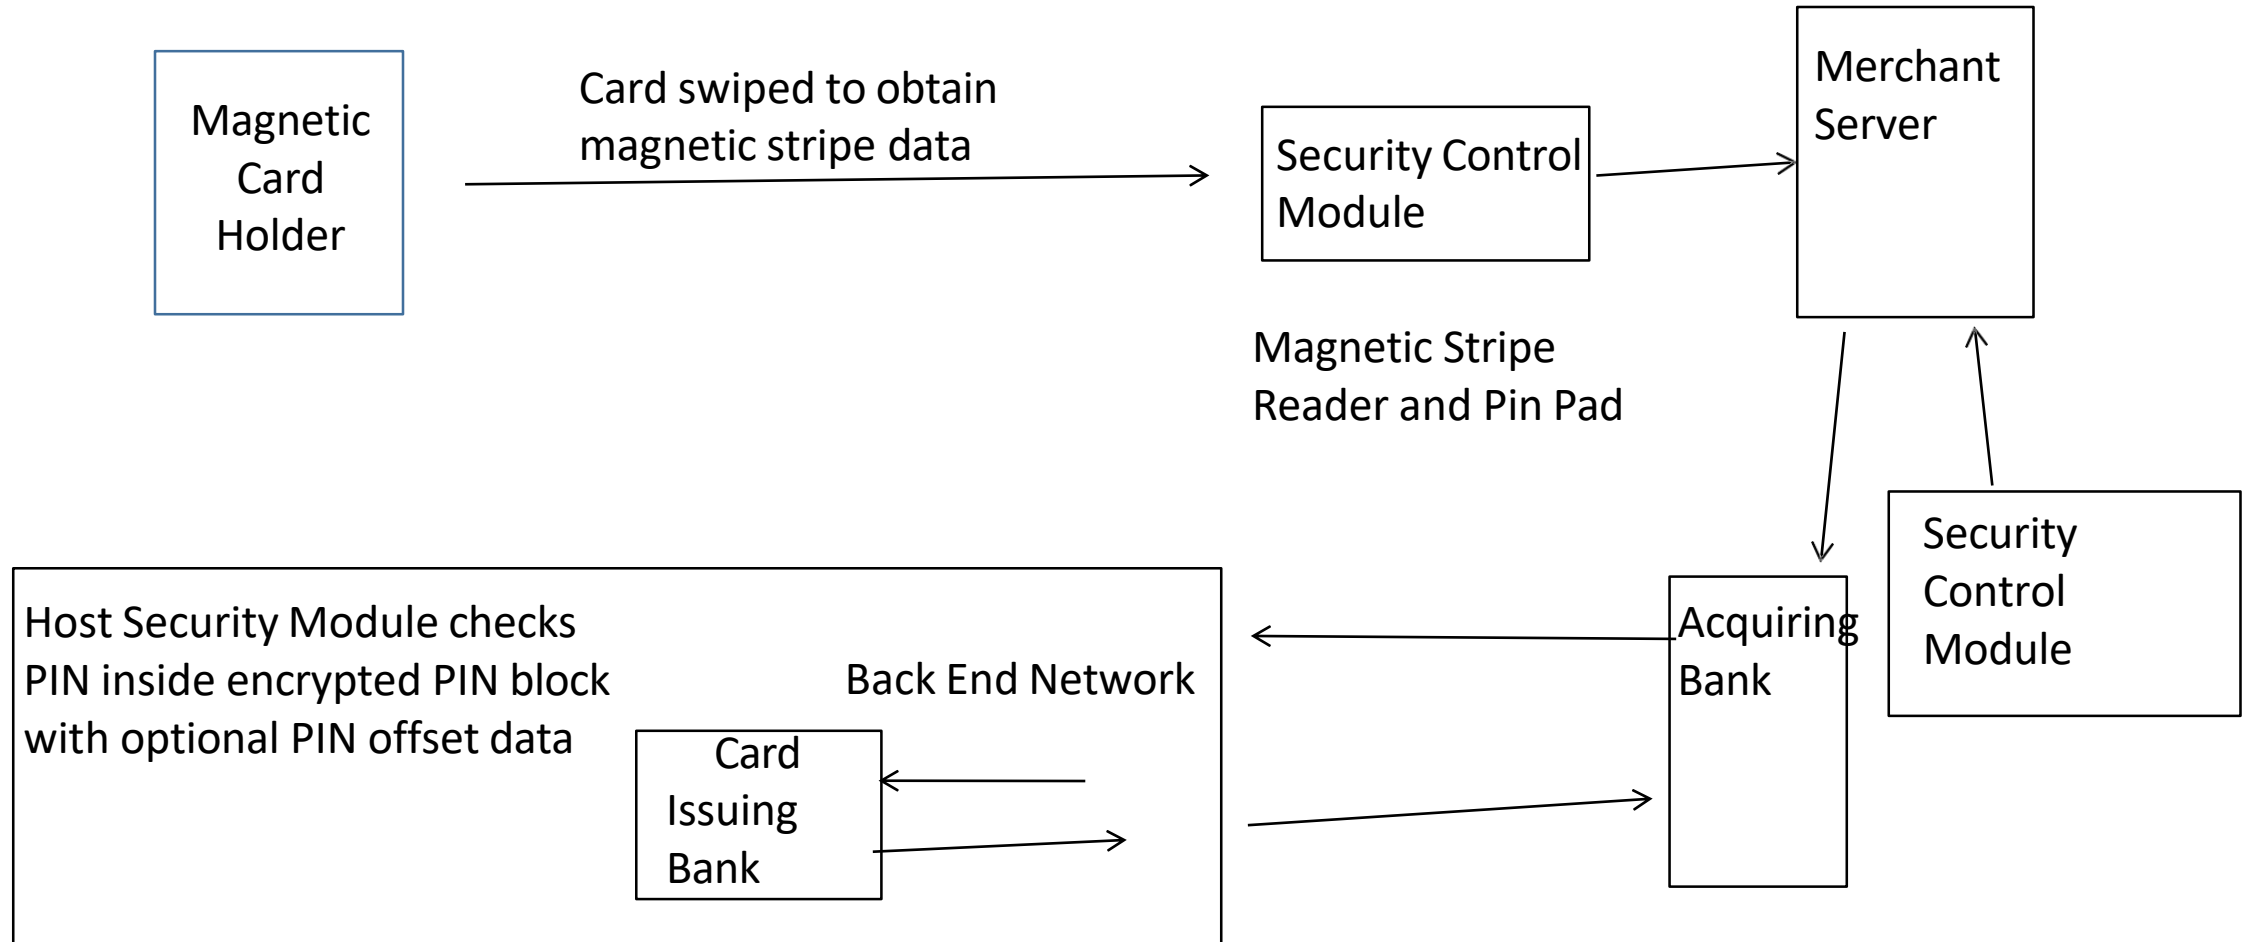 Magnetic
Card
Holder
Card swiped to obtain
magnetic stripe data
Security Control
Module
Merchant
Server
Magnetic Stripe
Reader and Pin Pad
Security
Control
Module
Acquiring
Bank
Host Security Module checks
PIN inside encrypted PIN block
with optional PIN offset data
Back End Network
Card
Issuing
Bank